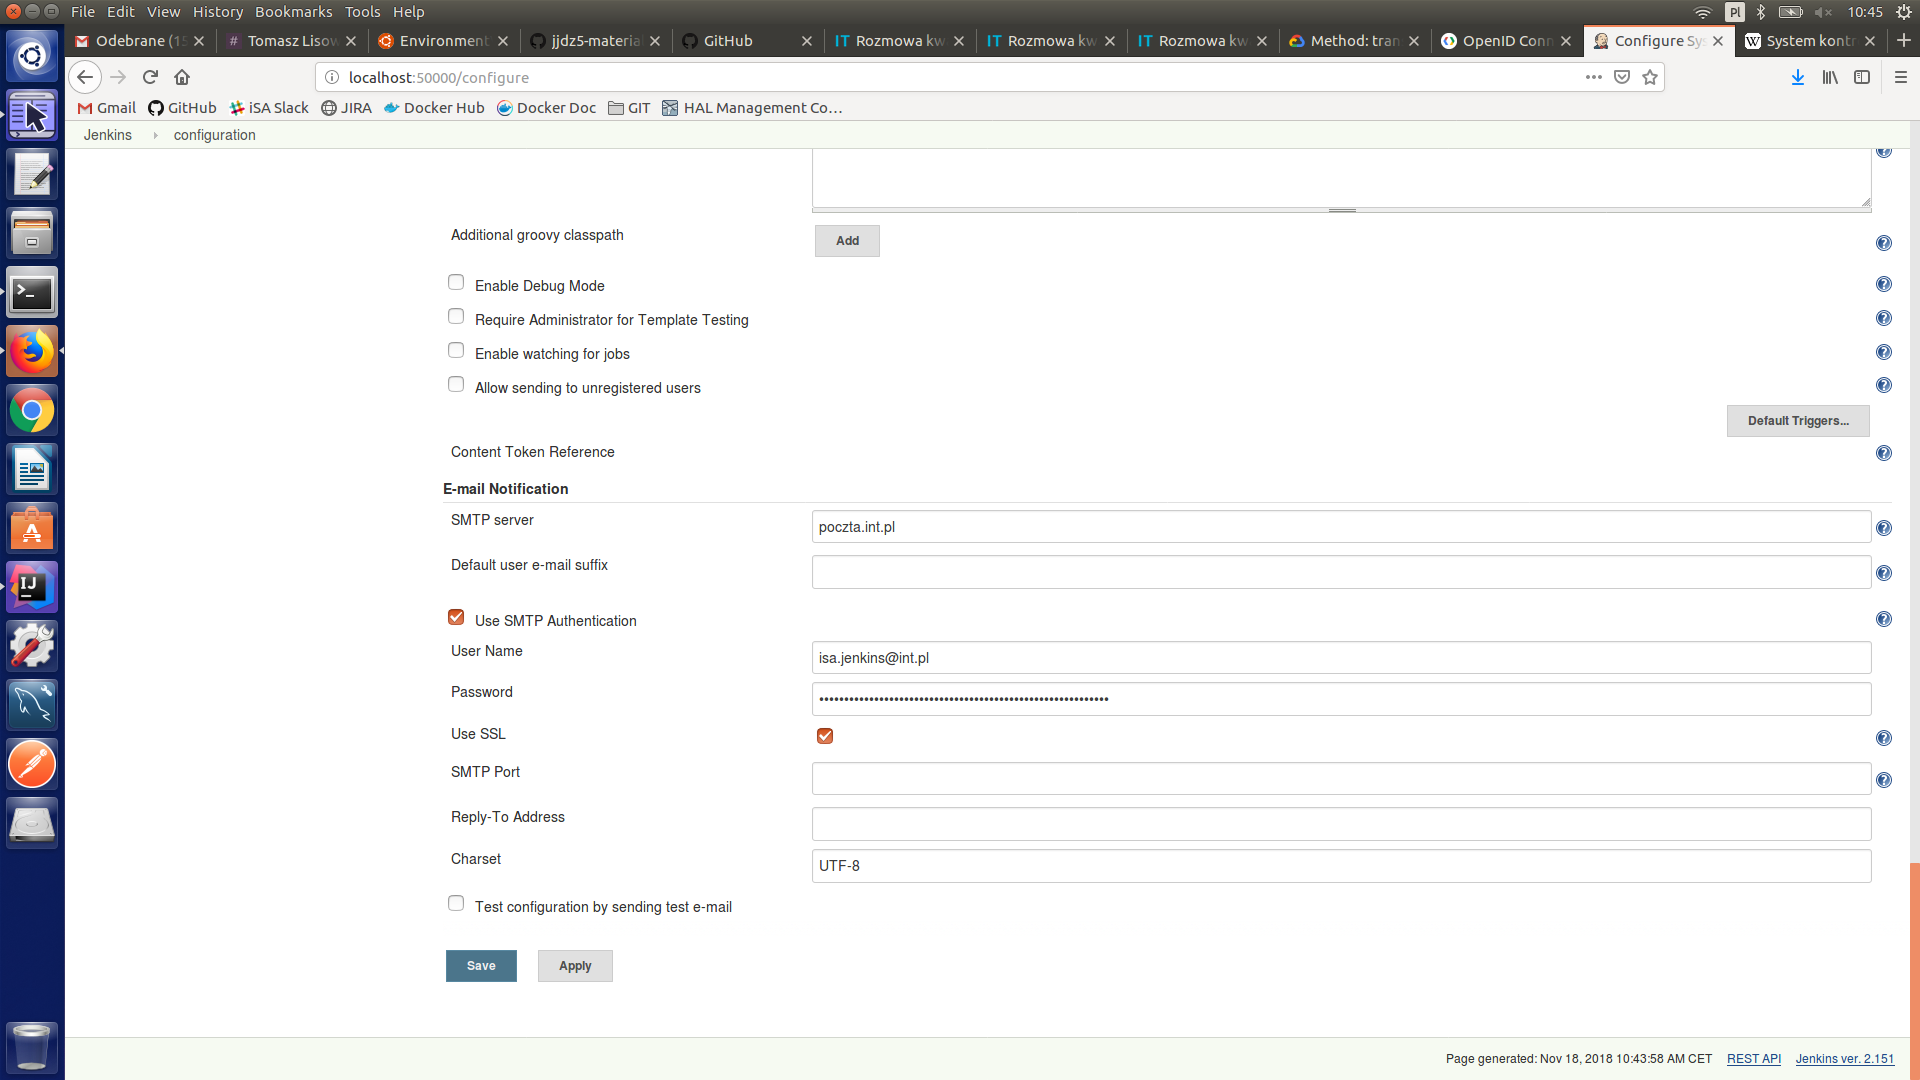 File Edit View History Bookmarks Tools Help
Pl 10:45
Odebrane (15
# Tomasz Lisow
Environment
jjdz5-materia
GitHub
IT Rozmowa kw
IT Rozmowa kw
IT Rozmowa kw
Method: tran
OpenID Conn
Configure Sy
W System kontr
localhost:50000/configure
Gmail GitHub iSA Slack JIRA Docker Hub Docker Doc GIT HAL Management Co...
Jenkins configuration
Additional groovy classpath Add
Enable Debug Mode
Require Administrator for Template Testing
Enable watching for jobs
Allow sending to unregistered users
Default Triggers...
Content Token Reference
E-mail Notification
SMTP server poczta.int.pl
Default user e-mail suffix
Use SMTP Authentication
User Name isa.jenkins@int.pl
Password
Use SSL
SMTP Port
Reply-To Address
Charset UTF-8
Test configuration by sending test e-mail
Save Apply
Page generated: Nov 18, 2018 10:43:58 AM CET REST API Jenkins ver. 2.151